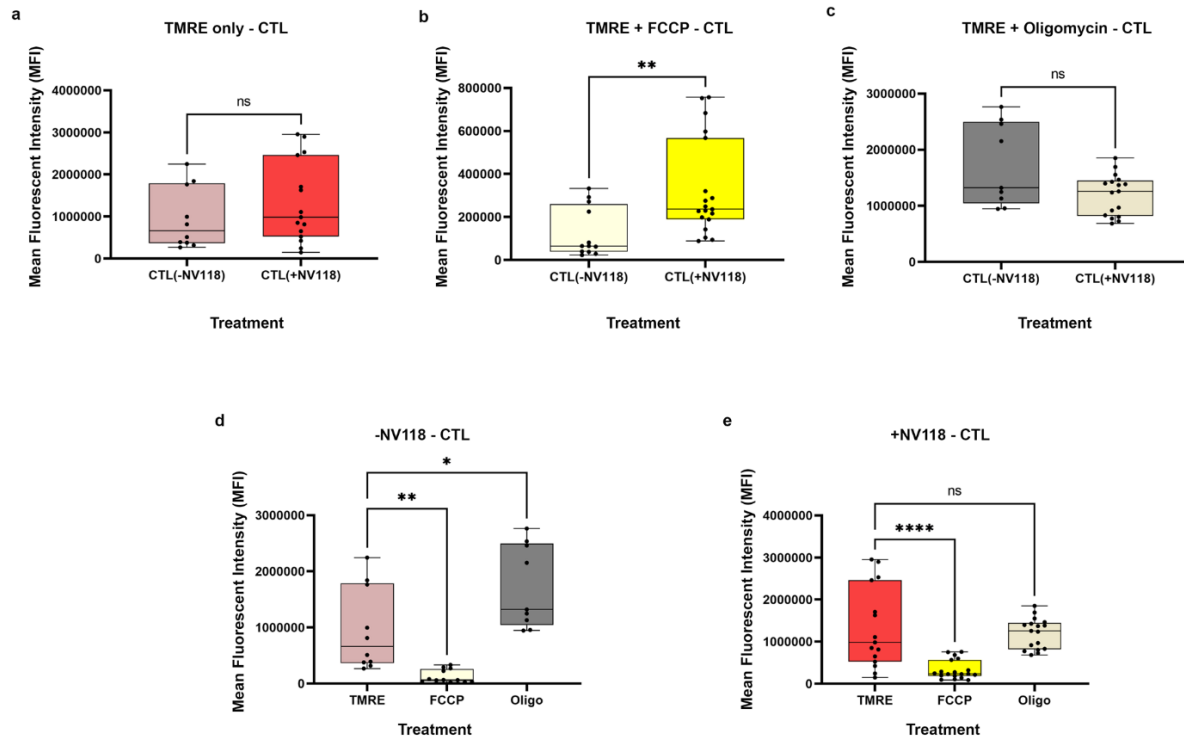 a
TMRE only - CTL
Mean Fluorescent Intensity (MFI)
4000000
3000000
2000000
1000000
0
ns
CTL(-NV118)
CTL(+NV118)
Treatment
b
TMRE + FCCP - CTL
Mean Fluorescent Intensity (MFI)
800000
600000
400000
200000
0
**
CTL(-NV118)
CTL(+NV118)
Treatment
c
TMRE + Oligomycin - CTL
Mean Fluorescent Intensity (MFI)
3000000
2000000
1000000
0
ns
CTL(-NV118)
CTL(+NV118)
Treatment
d
-NV118 - CTL
Mean Fluorescent Intensity (MFI)
3000000
2000000
1000000
0
*
**
TMRE
FCCP
Oligo
Treatment
e
+NV118 - CTL
Mean Fluorescent Intensity (MFI)
4000000
3000000
2000000
1000000
0
ns
****
TMRE
FCCP
Oligo
Treatment